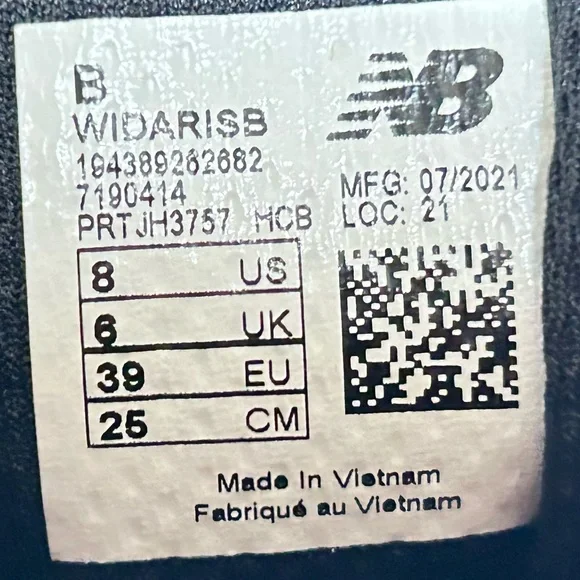 B
NB
WIDARISB
194389262682
7190414
PRTJH3757 HCB
MFG: 07/2021
LOC: 21
8 US
6 UK
39 EU
25 CM
Made In Vietnam
Fabriqué au Vietnam